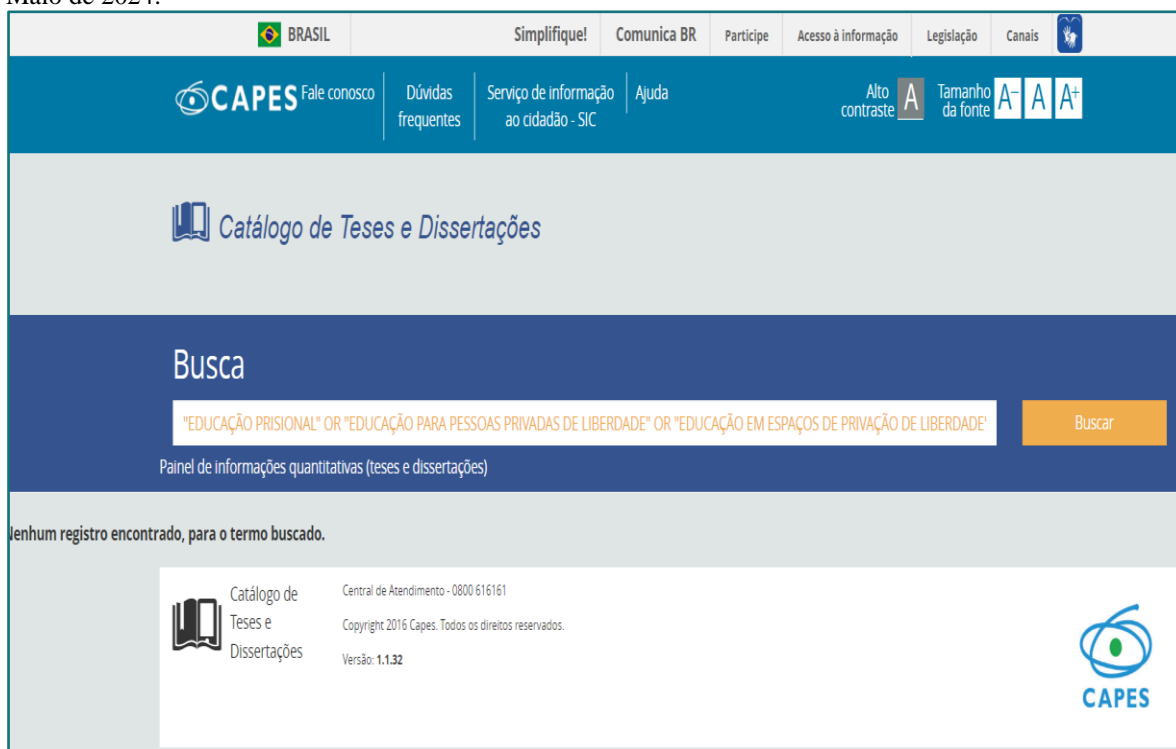 Maio de 2024.
BRASIL Simplifique! Comunica BR Participe Acesso à informação Legislação Canais
CAPES Fale conosco Dúvidas frequentes Serviço de informação ao cidadão - SIC Ajuda Alto contraste A Tamanho da fonte A- A A+
Catálogo de Teses e Dissertações
Busca
"EDUCAÇÃO PRISIONAL" OR "EDUCAÇÃO PARA PESSOAS PRIVADAS DE LIBERDADE" OR "EDUCAÇÃO EM ESPAÇOS DE PRIVAÇÃO DE LIBERDADE" Buscar
Painel de informações quantitativas (teses e dissertações)
Nenhum registro encontrado, para o termo buscado.
Catálogo de
Teses e
Dissertações
Central de Atendimento - 0800 616161
Copyright 2016 Capes. Todos os direitos reservados.
Versão: 1.1.32
CAPES